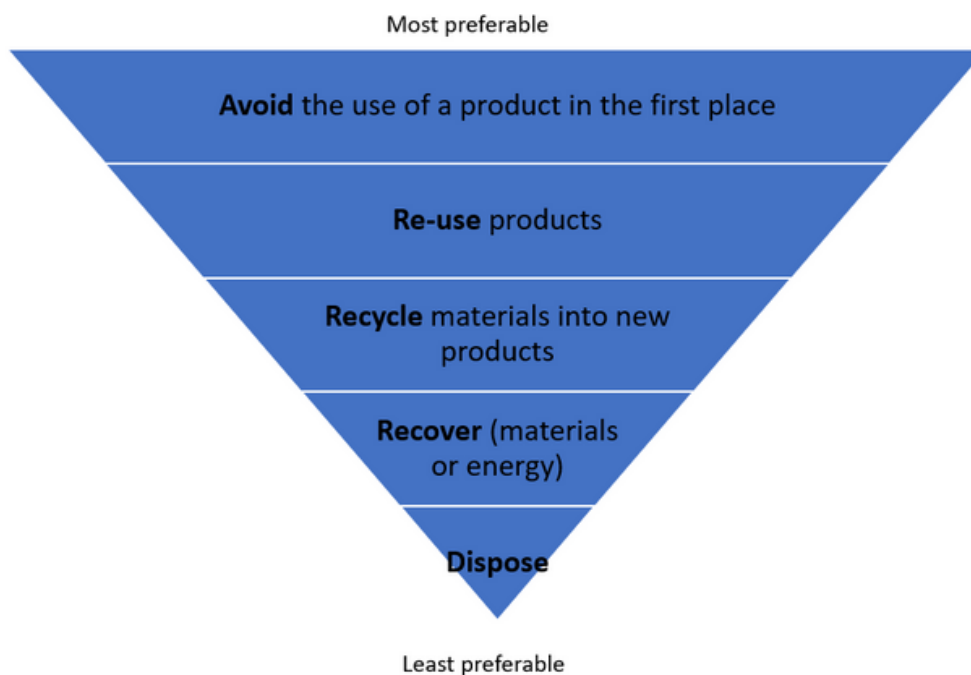 Most preferable
Avoid the use of a product in the first place
Re-use products
Recycle materials into new
products
Recover (materials
or energy)
Dispose
Least preferable